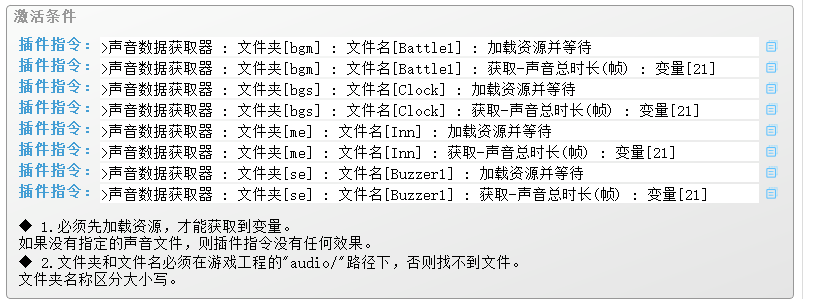 激活条件
插件指令：>声音数据获取器 : 文件夹[bgm] : 文件名[Battle1] : 加载资源并等待
插件指令：>声音数据获取器 : 文件夹[bgm] : 文件名[Battle1] : 获取-声音总时长(帧) : 变量[21]
插件指令：>声音数据获取器 : 文件夹[bgs] : 文件名[Clock] : 加载资源并等待
插件指令：>声音数据获取器 : 文件夹[bgs] : 文件名[Clock] : 获取-声音总时长(帧) : 变量[21]
插件指令：>声音数据获取器 : 文件夹[me] : 文件名[Inn] : 加载资源并等待
插件指令：>声音数据获取器 : 文件夹[me] : 文件名[Inn] : 获取-声音总时长(帧) : 变量[21]
插件指令：>声音数据获取器 : 文件夹[se] : 文件名[Buzzer1] : 加载资源并等待
插件指令：>声音数据获取器 : 文件夹[se] : 文件名[Buzzer1] : 获取-声音总时长(帧) : 变量[21]
◆ 1.必须先加载资源，才能获取到变量。
如果没有指定的声音文件，则插件指令没有任何效果。
◆ 2.文件夹和文件名必须在游戏工程的"audio/"路径下，否则找不到文件。
文件夹名称区分大小写。